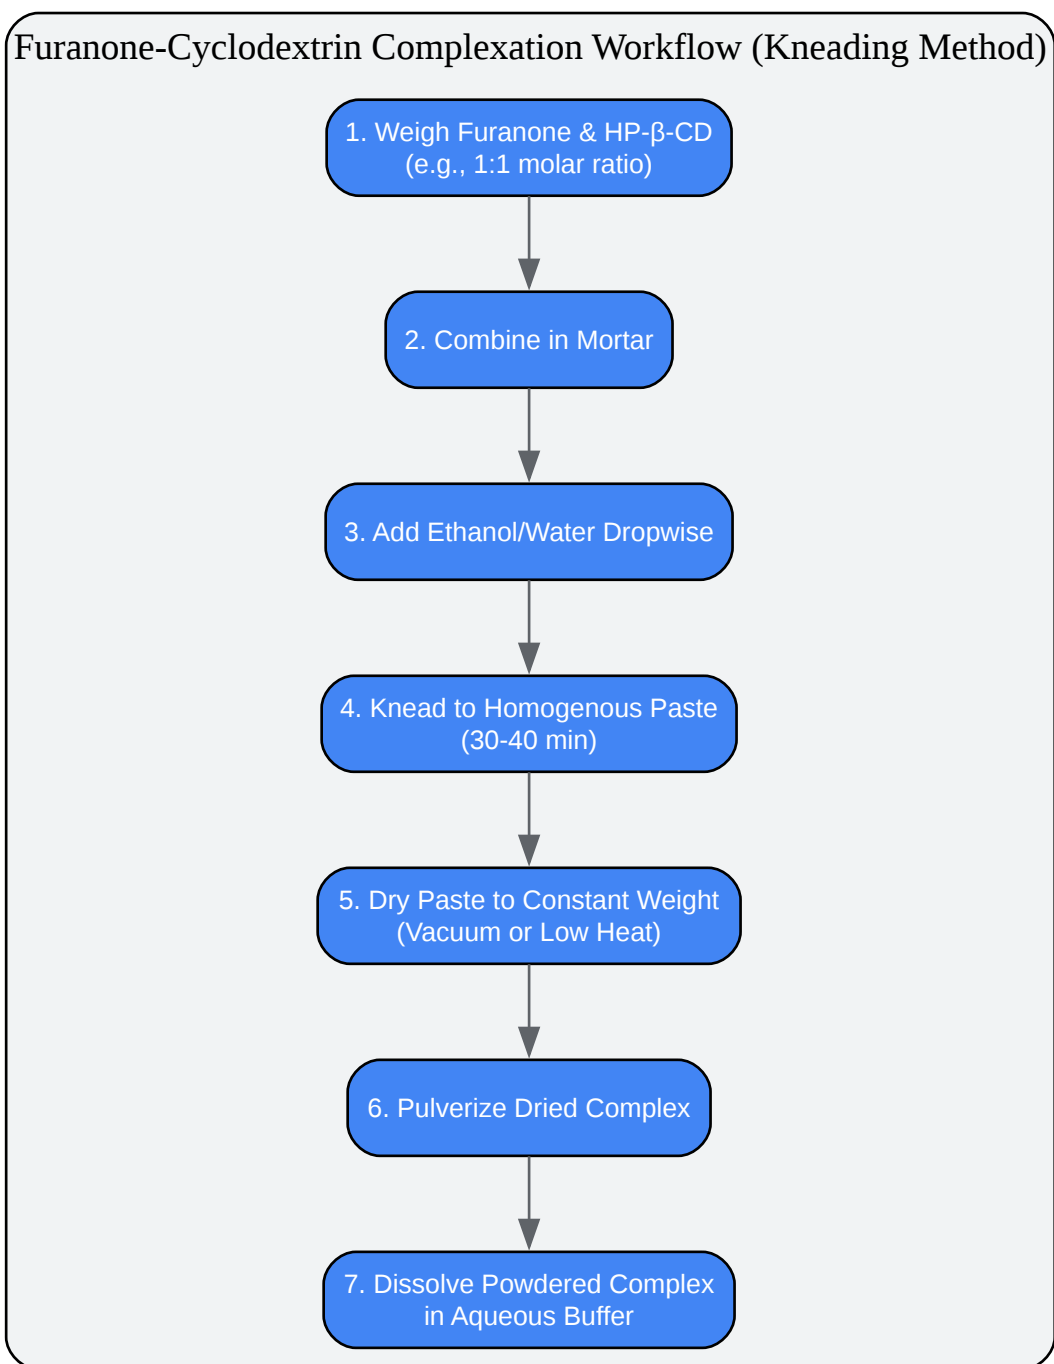 Furanone-Cyclodextrin Complexation Workflow (Kneading Method)
1. Weigh Furanone & HP-β-CD
(e.g., 1:1 molar ratio)
2. Combine in Mortar
3. Add Ethanol/Water Dropwise
4. Knead to Homogenous Paste
(30-40 min)
5. Dry Paste to Constant Weight
(Vacuum or Low Heat)
6. Pulverize Dried Complex
7. Dissolve Powdered Complex
in Aqueous Buffer